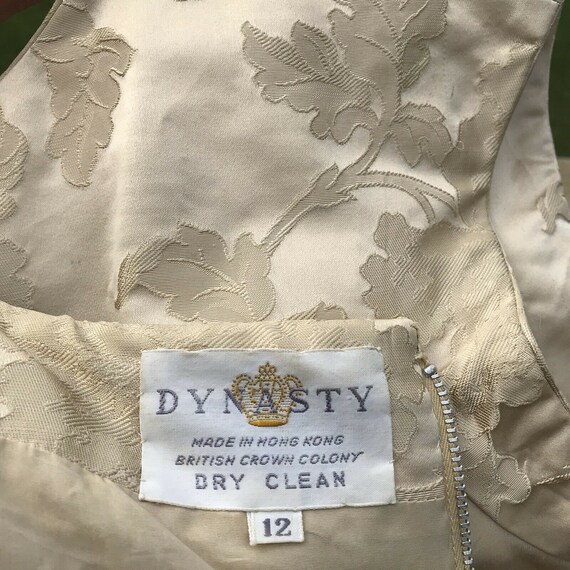 DYNASTY
MADE IN HONG KONG
BRITISH CROWN COLONY
DRY CLEAN
12